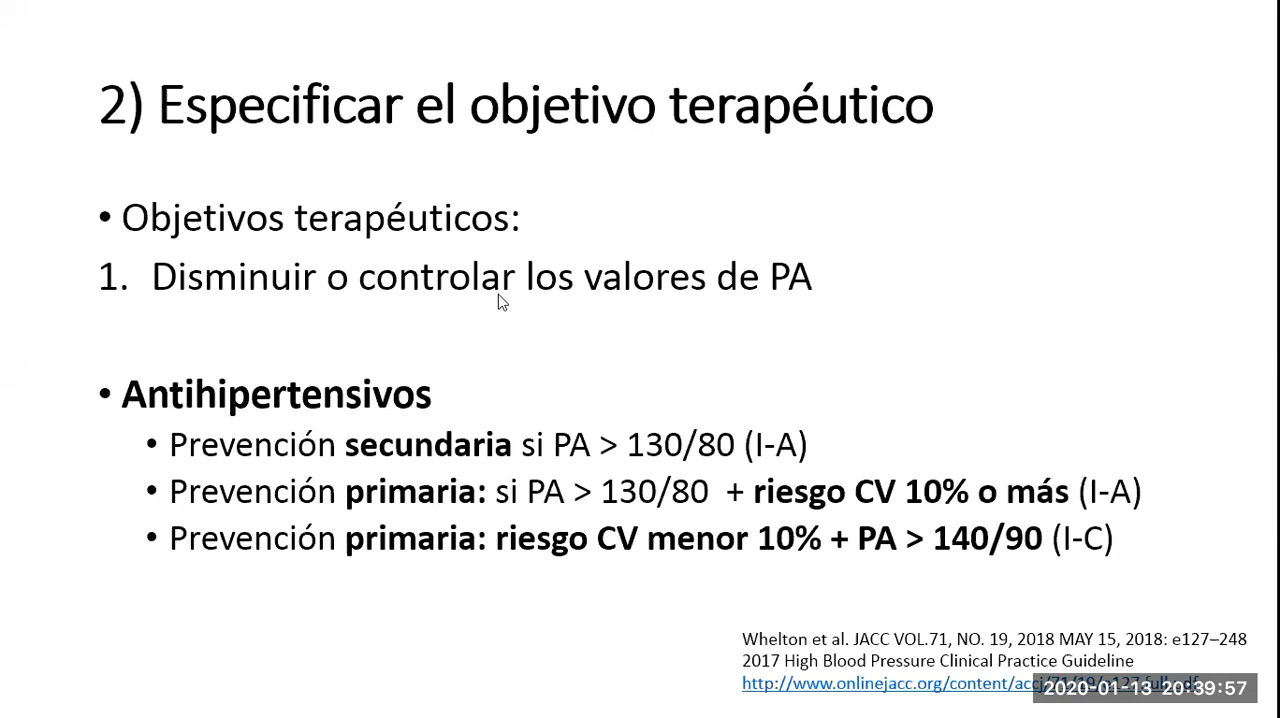 2) Especificar el objetivo terapéutico
• Objetivos terapéuticos:
1. Disminuir o controlar los valores de PA
• Antihipertensivos
• Prevención secundaria si PA > 130/80 (I-A)
• Prevención primaria: si PA > 130/80 + riesgo CV 10% o más (I-A)
• Prevención primaria: riesgo CV menor 10% + PA > 140/90 (I-C)
Whelton et al. JACC VOL.71, NO. 19, 2018 MAY 15, 2018: e127–248
2017 High Blood Pressure Clinical Practice Guideline
http://www.onlinejacc.org/content/acc
2020-01-13 20:39:57